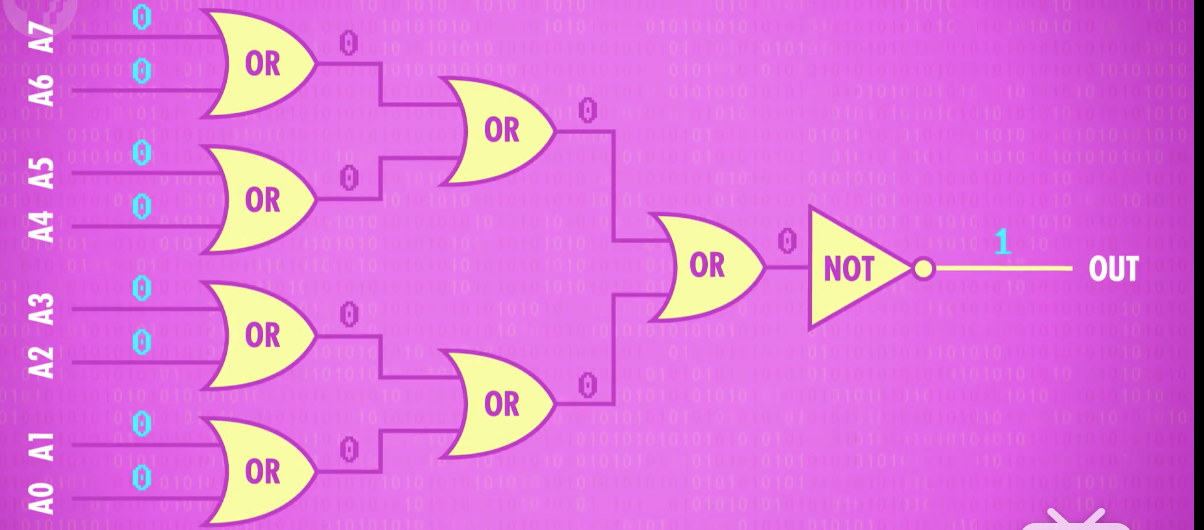 A7 0 OR 0
A6 0
OR 0
A5 0 OR 0
A4 0
OR 0 NOT 1 OUT
A3 0 OR 0
A2 0
OR 0
A1 0 OR 0
A0 0